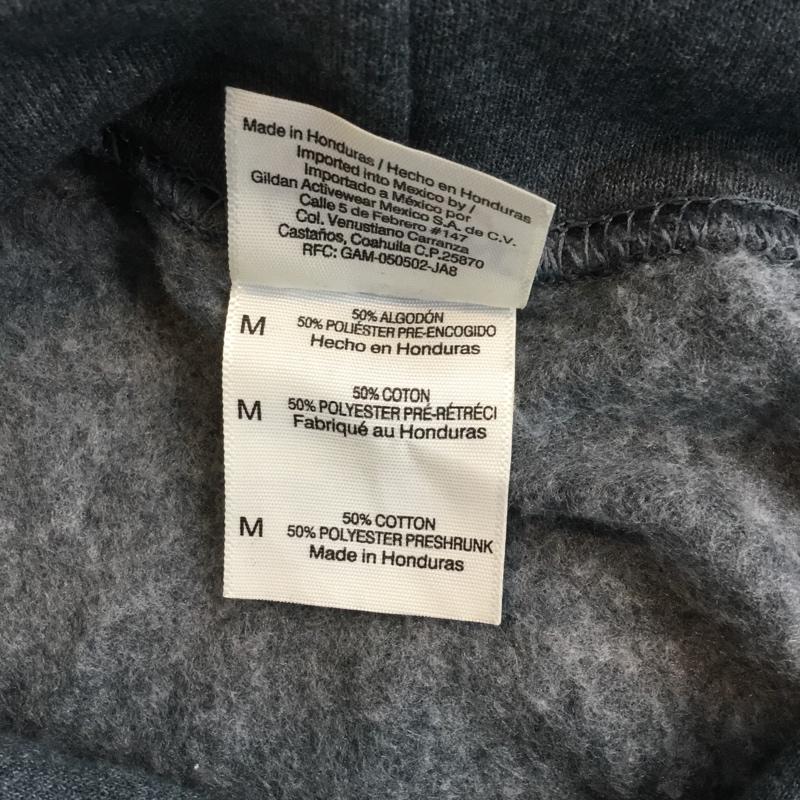 Made in Honduras / Hecho en Honduras
Imported into Mexico by /
Importado a México por
Gildan Activewear Mexico S.A. de C.V.
Calle 5 de Febrero #147
Col. Venustiano Carranza
Castaños, Coahuila C.P.25870
RFC: GAM-050502-JA8
M
50% ALGODÓN
50% POLIÉSTER PRE-ENCOGIDO
Hecho en Honduras
M
50% COTON
50% POLYESTER PRÉ-RÉTRÉCI
Fabriqué au Honduras
M
50% COTTON
50% POLYESTER PRESHRUNK
Made in Honduras